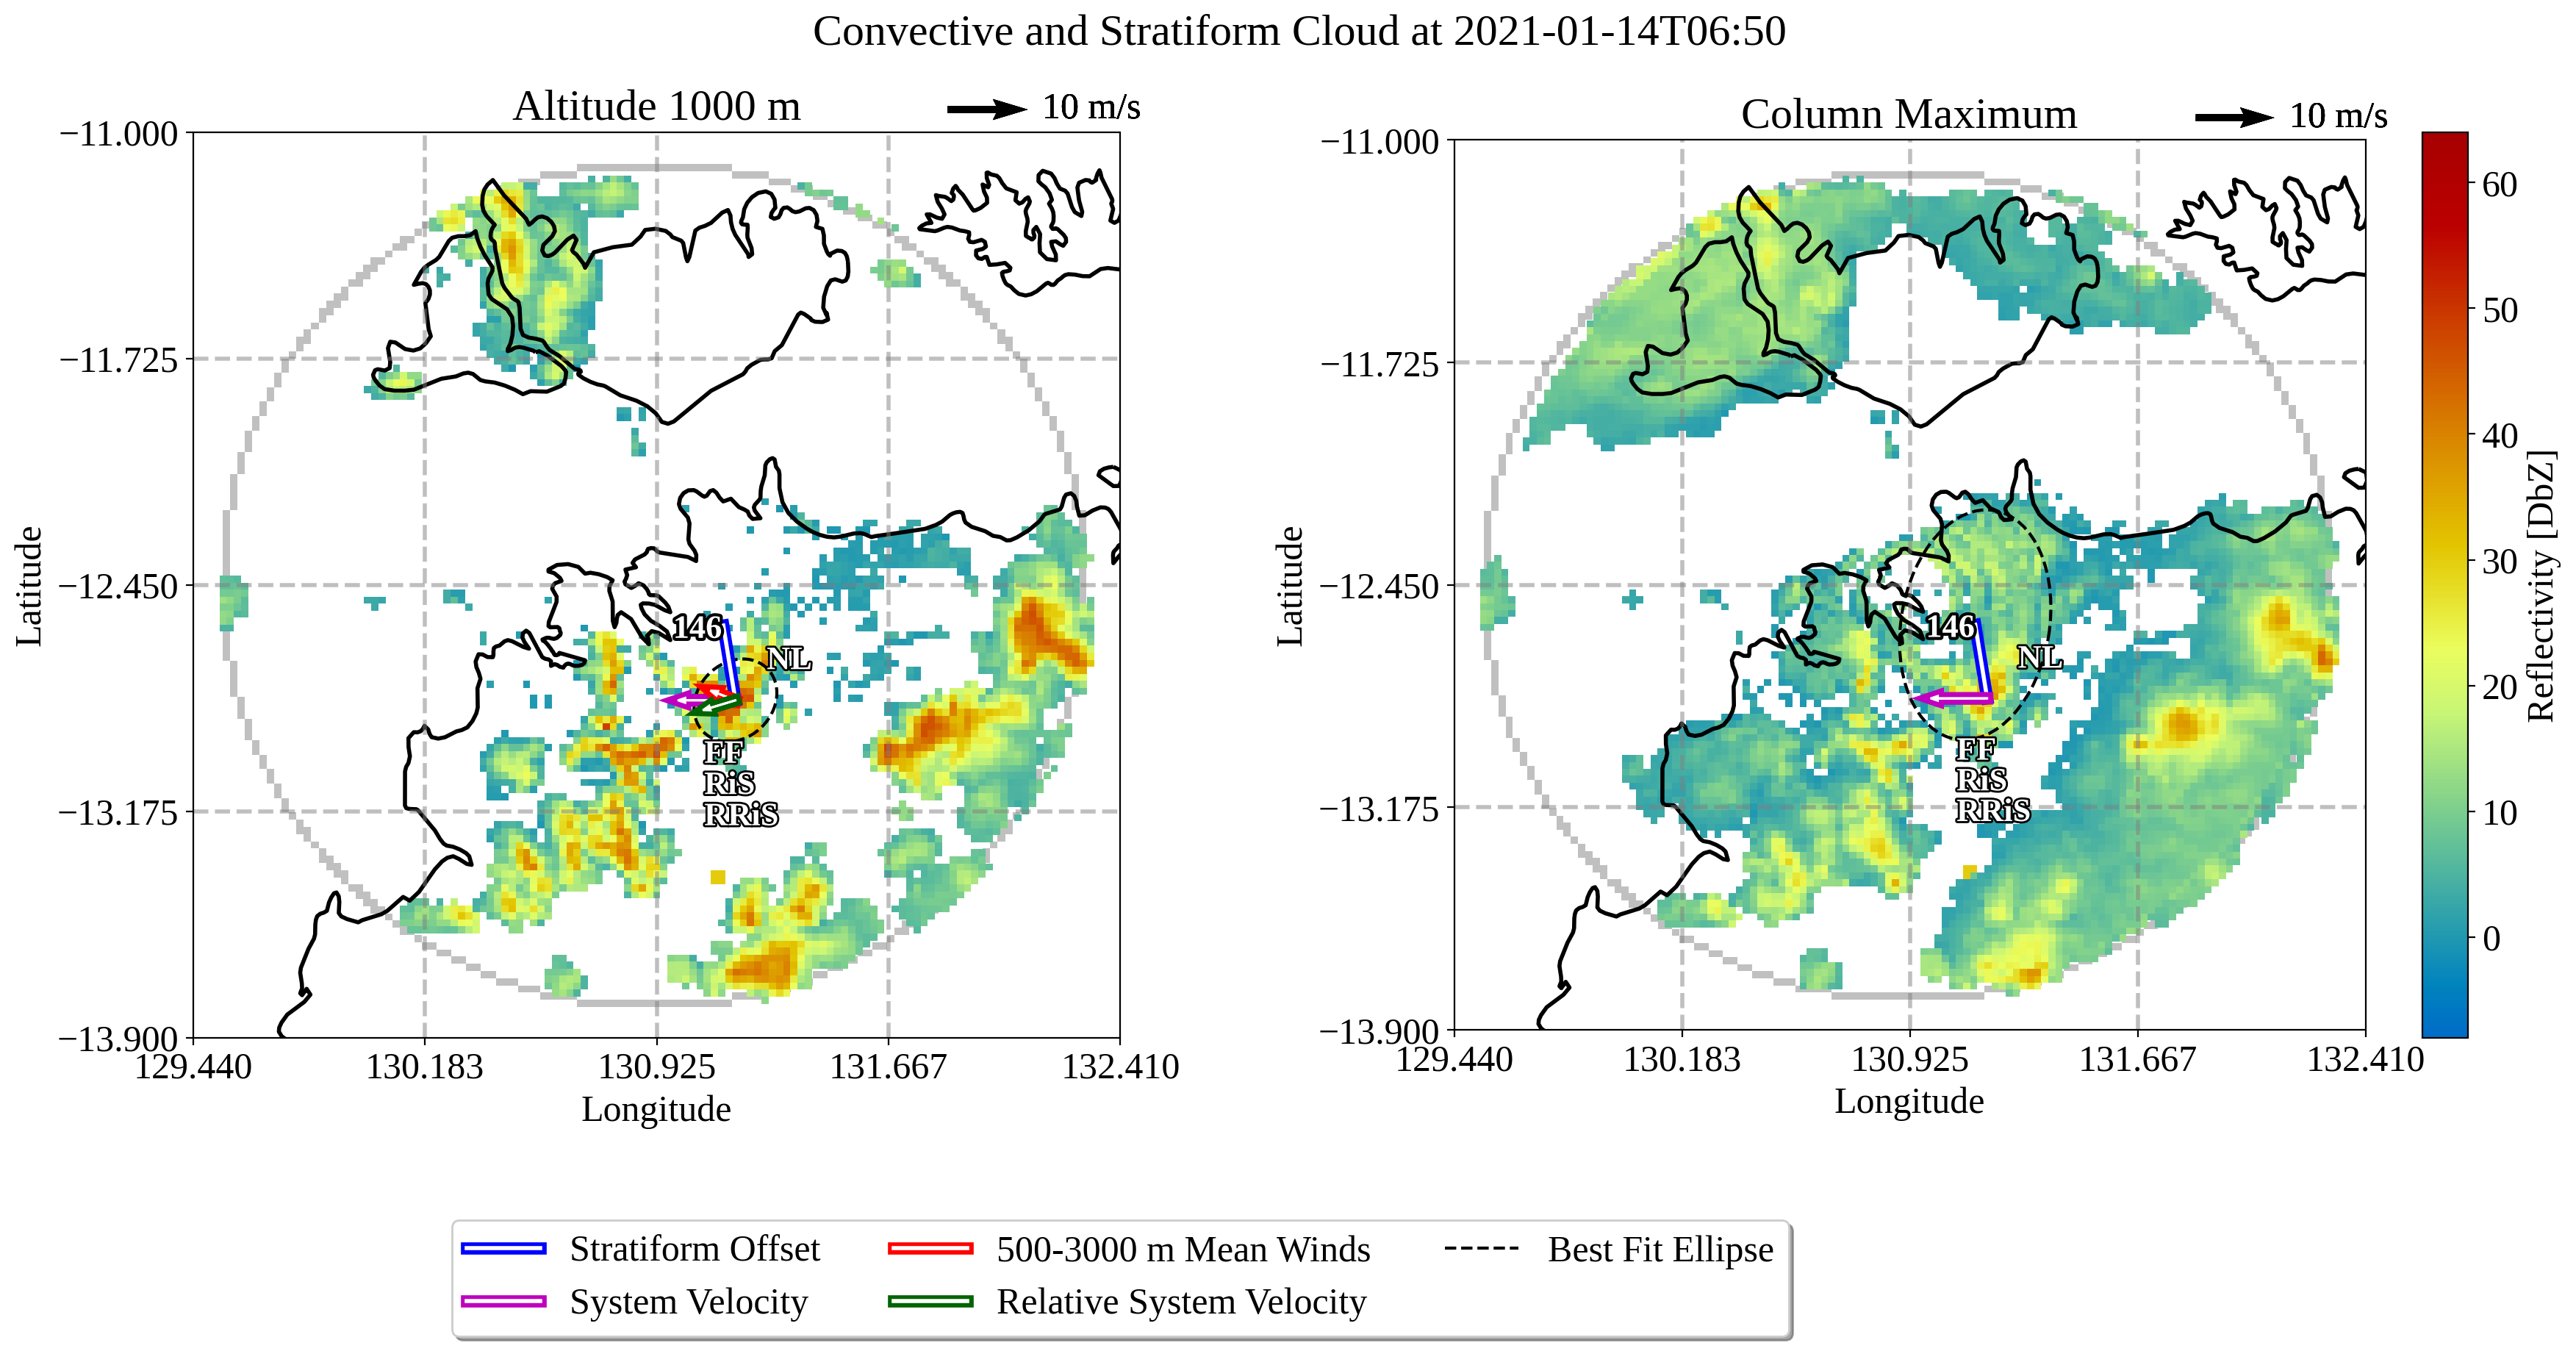 Convective and Stratiform Cloud at 2021-01-14T06:50
Altitude 1000 m
10 m/s
−11.000
−11.725
−12.450
−13.175
−13.900
129.440
130.183
130.925
131.667
132.410
Latitude
Longitude
146
NL
FF
RiS
RRiS
Column Maximum
10 m/s
−11.000
−11.725
−12.450
−13.175
−13.900
129.440
130.183
130.925
131.667
132.410
Latitude
Longitude
146
NL
FF
RiS
RRiS
60
50
40
30
20
10
0
Reflectivity [DbZ]
Stratiform Offset
System Velocity
500-3000 m Mean Winds
Relative System Velocity
Best Fit Ellipse